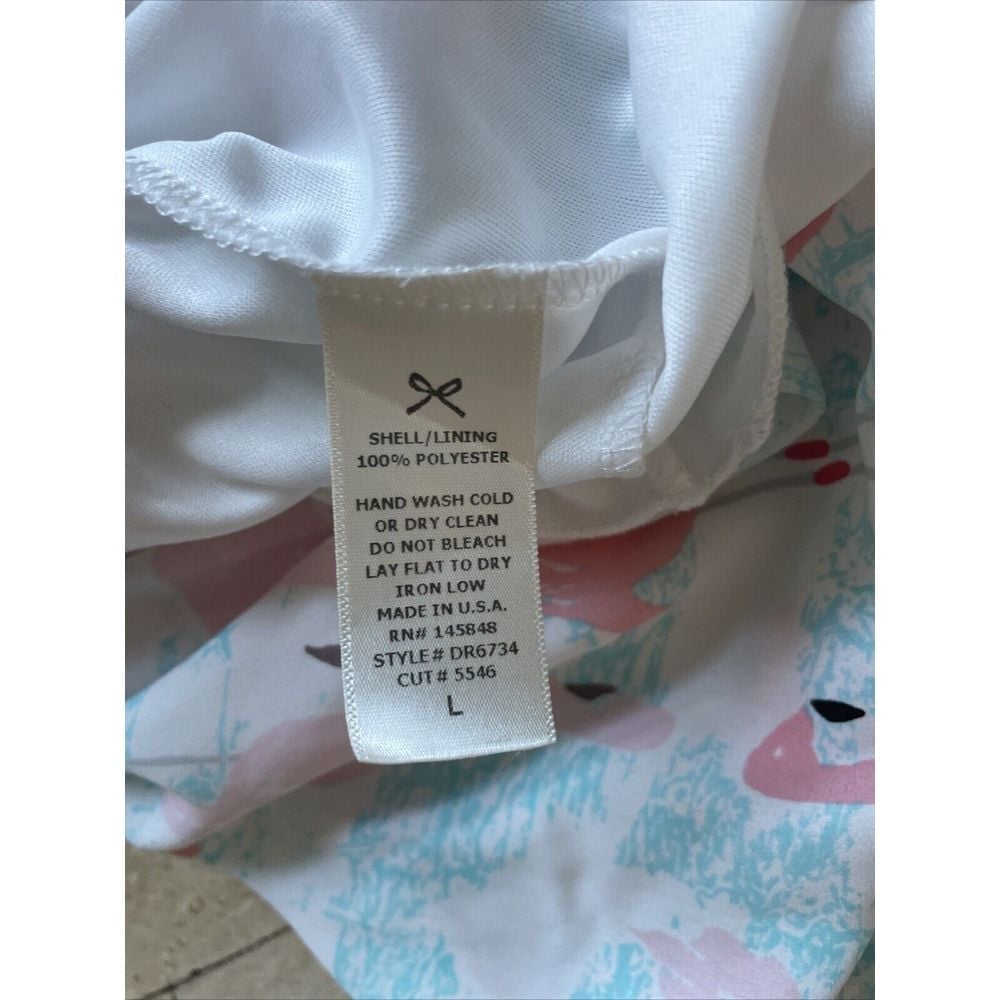 SHELL/LINING
100% POLYESTER
HAND WASH COLD
OR DRY CLEAN
DO NOT BLEACH
LAY FLAT TO DRY
IRON LOW
MADE IN U.S.A.
RN# 145848
STYLE# DR6734
CUT# 5546
L